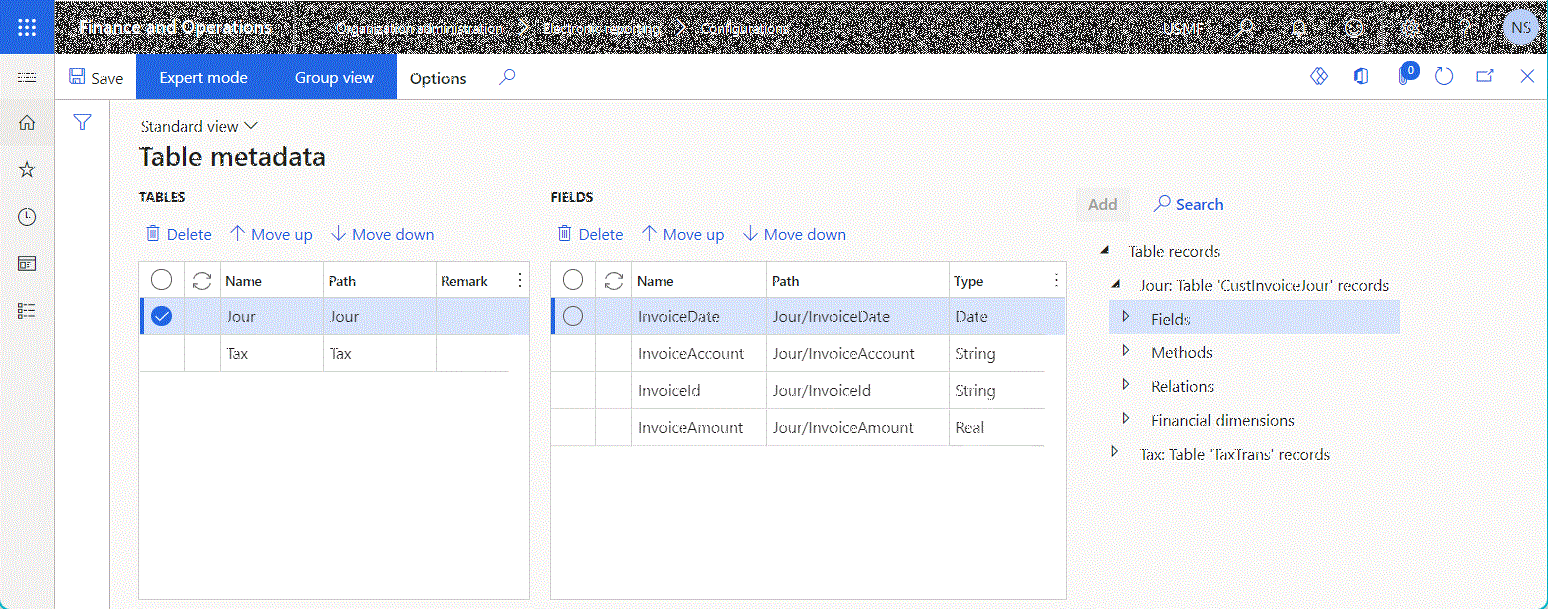 Finance and Operations Organization administration Electronic reporting Configurations USMF ? NS
Save Expert mode Group view Options 0
Standard view
Table metadata
TABLES FIELDS
Add Search
Delete Move up Move down Delete Move up Move down
Table records
Name Path Remark Name Path Type
Jour: Table 'CustInvoiceJour' records
Jour Jour InvoiceDate Jour/InvoiceDate Date
Fields
Tax Tax InvoiceAccount Jour/InvoiceAccount String
Methods
InvoiceId Jour/InvoiceId String
Relations
InvoiceAmount Jour/InvoiceAmount Real
Financial dimensions
Tax: Table 'TaxTrans' records